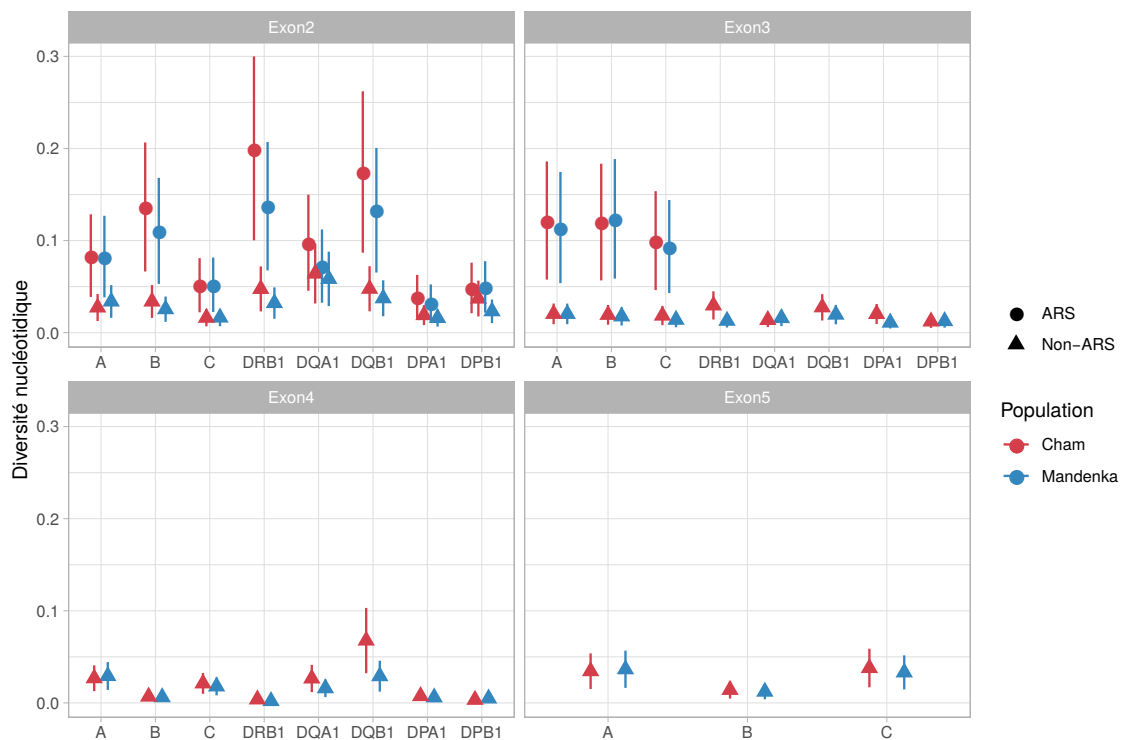 Exon2
Exon3
0.3
0.2
0.1
0.0
A B C DRB1 DQA1 DQB1 DPA1 DPB1
A B C DRB1 DQA1 DQB1 DPA1 DPB1
Exon4
Exon5
0.3
0.2
0.1
0.0
A B C DRB1 DQA1 DQB1 DPA1 DPB1
A B C
Diversité nucléotidique
ARS
Non−ARS
Population
Cham
Mandenka